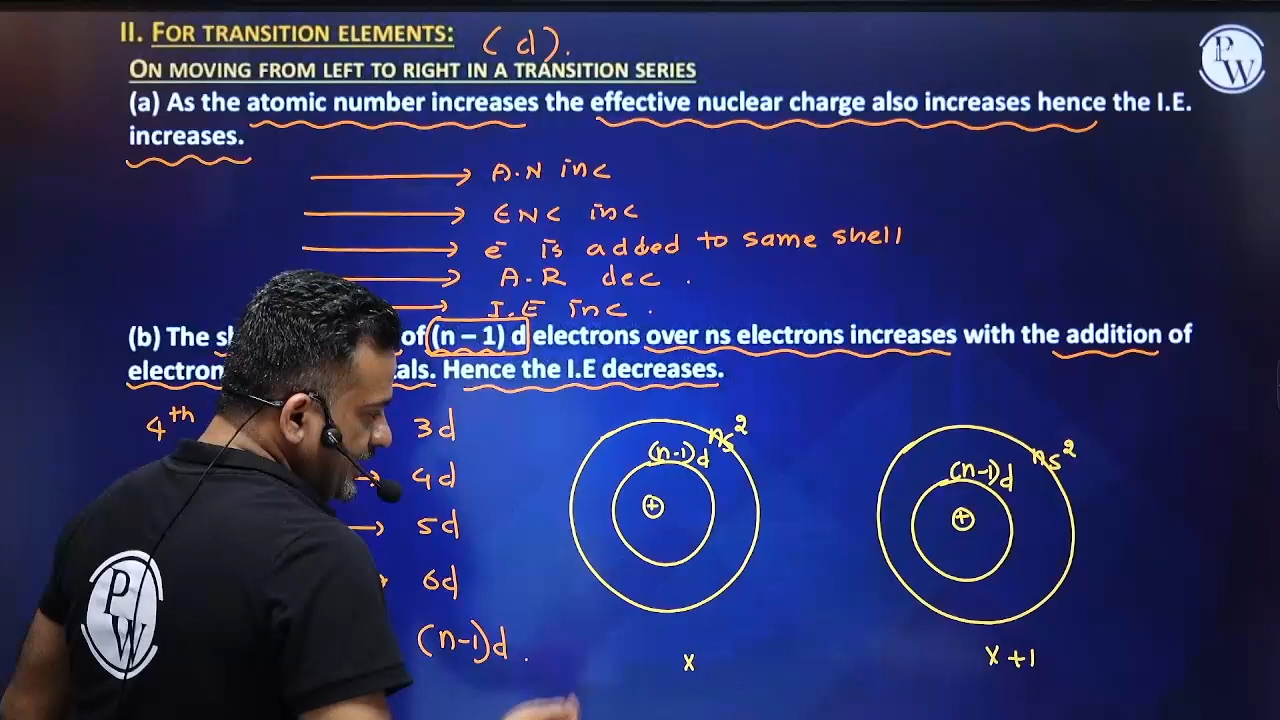 II. FOR TRANSITION ELEMENTS: (d).
ON MOVING FROM LEFT TO RIGHT IN A TRANSITION SERIES
(a) As the atomic number increases the effective nuclear charge also increases hence the I.E.
increases.
A.N inc
ENC inc
e̅ is added to same shell
A.R dec.
I.E inc.
(b) The of (n – 1) d electrons over ns electrons increases with the addition of
electron Hence the I.E decreases.
4th 3d
4d
5d
6d
(n-1)d.
ns2
(n-1)d
+
x
ns2
(n-1)d
+
x +1
PW
PW